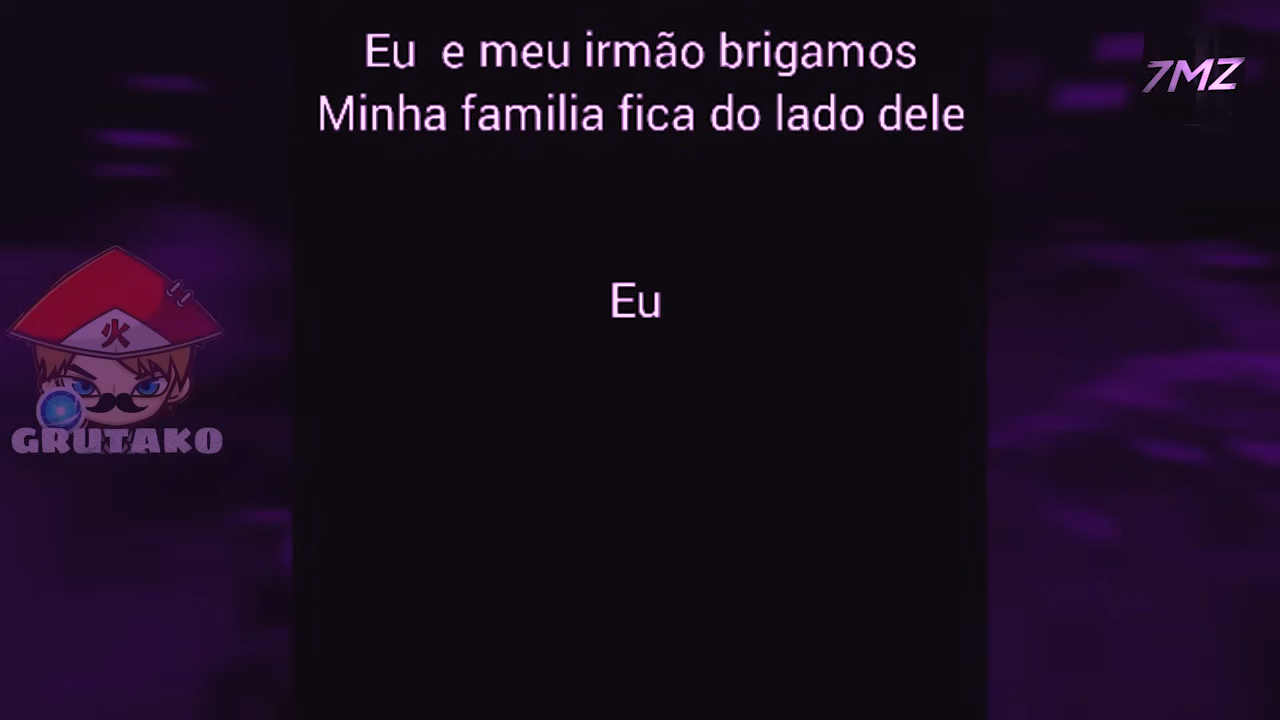 Eu  e meu irmão brigamos
Minha familia fica do lado dele
7MZ
Eu
火
GRUTAKO